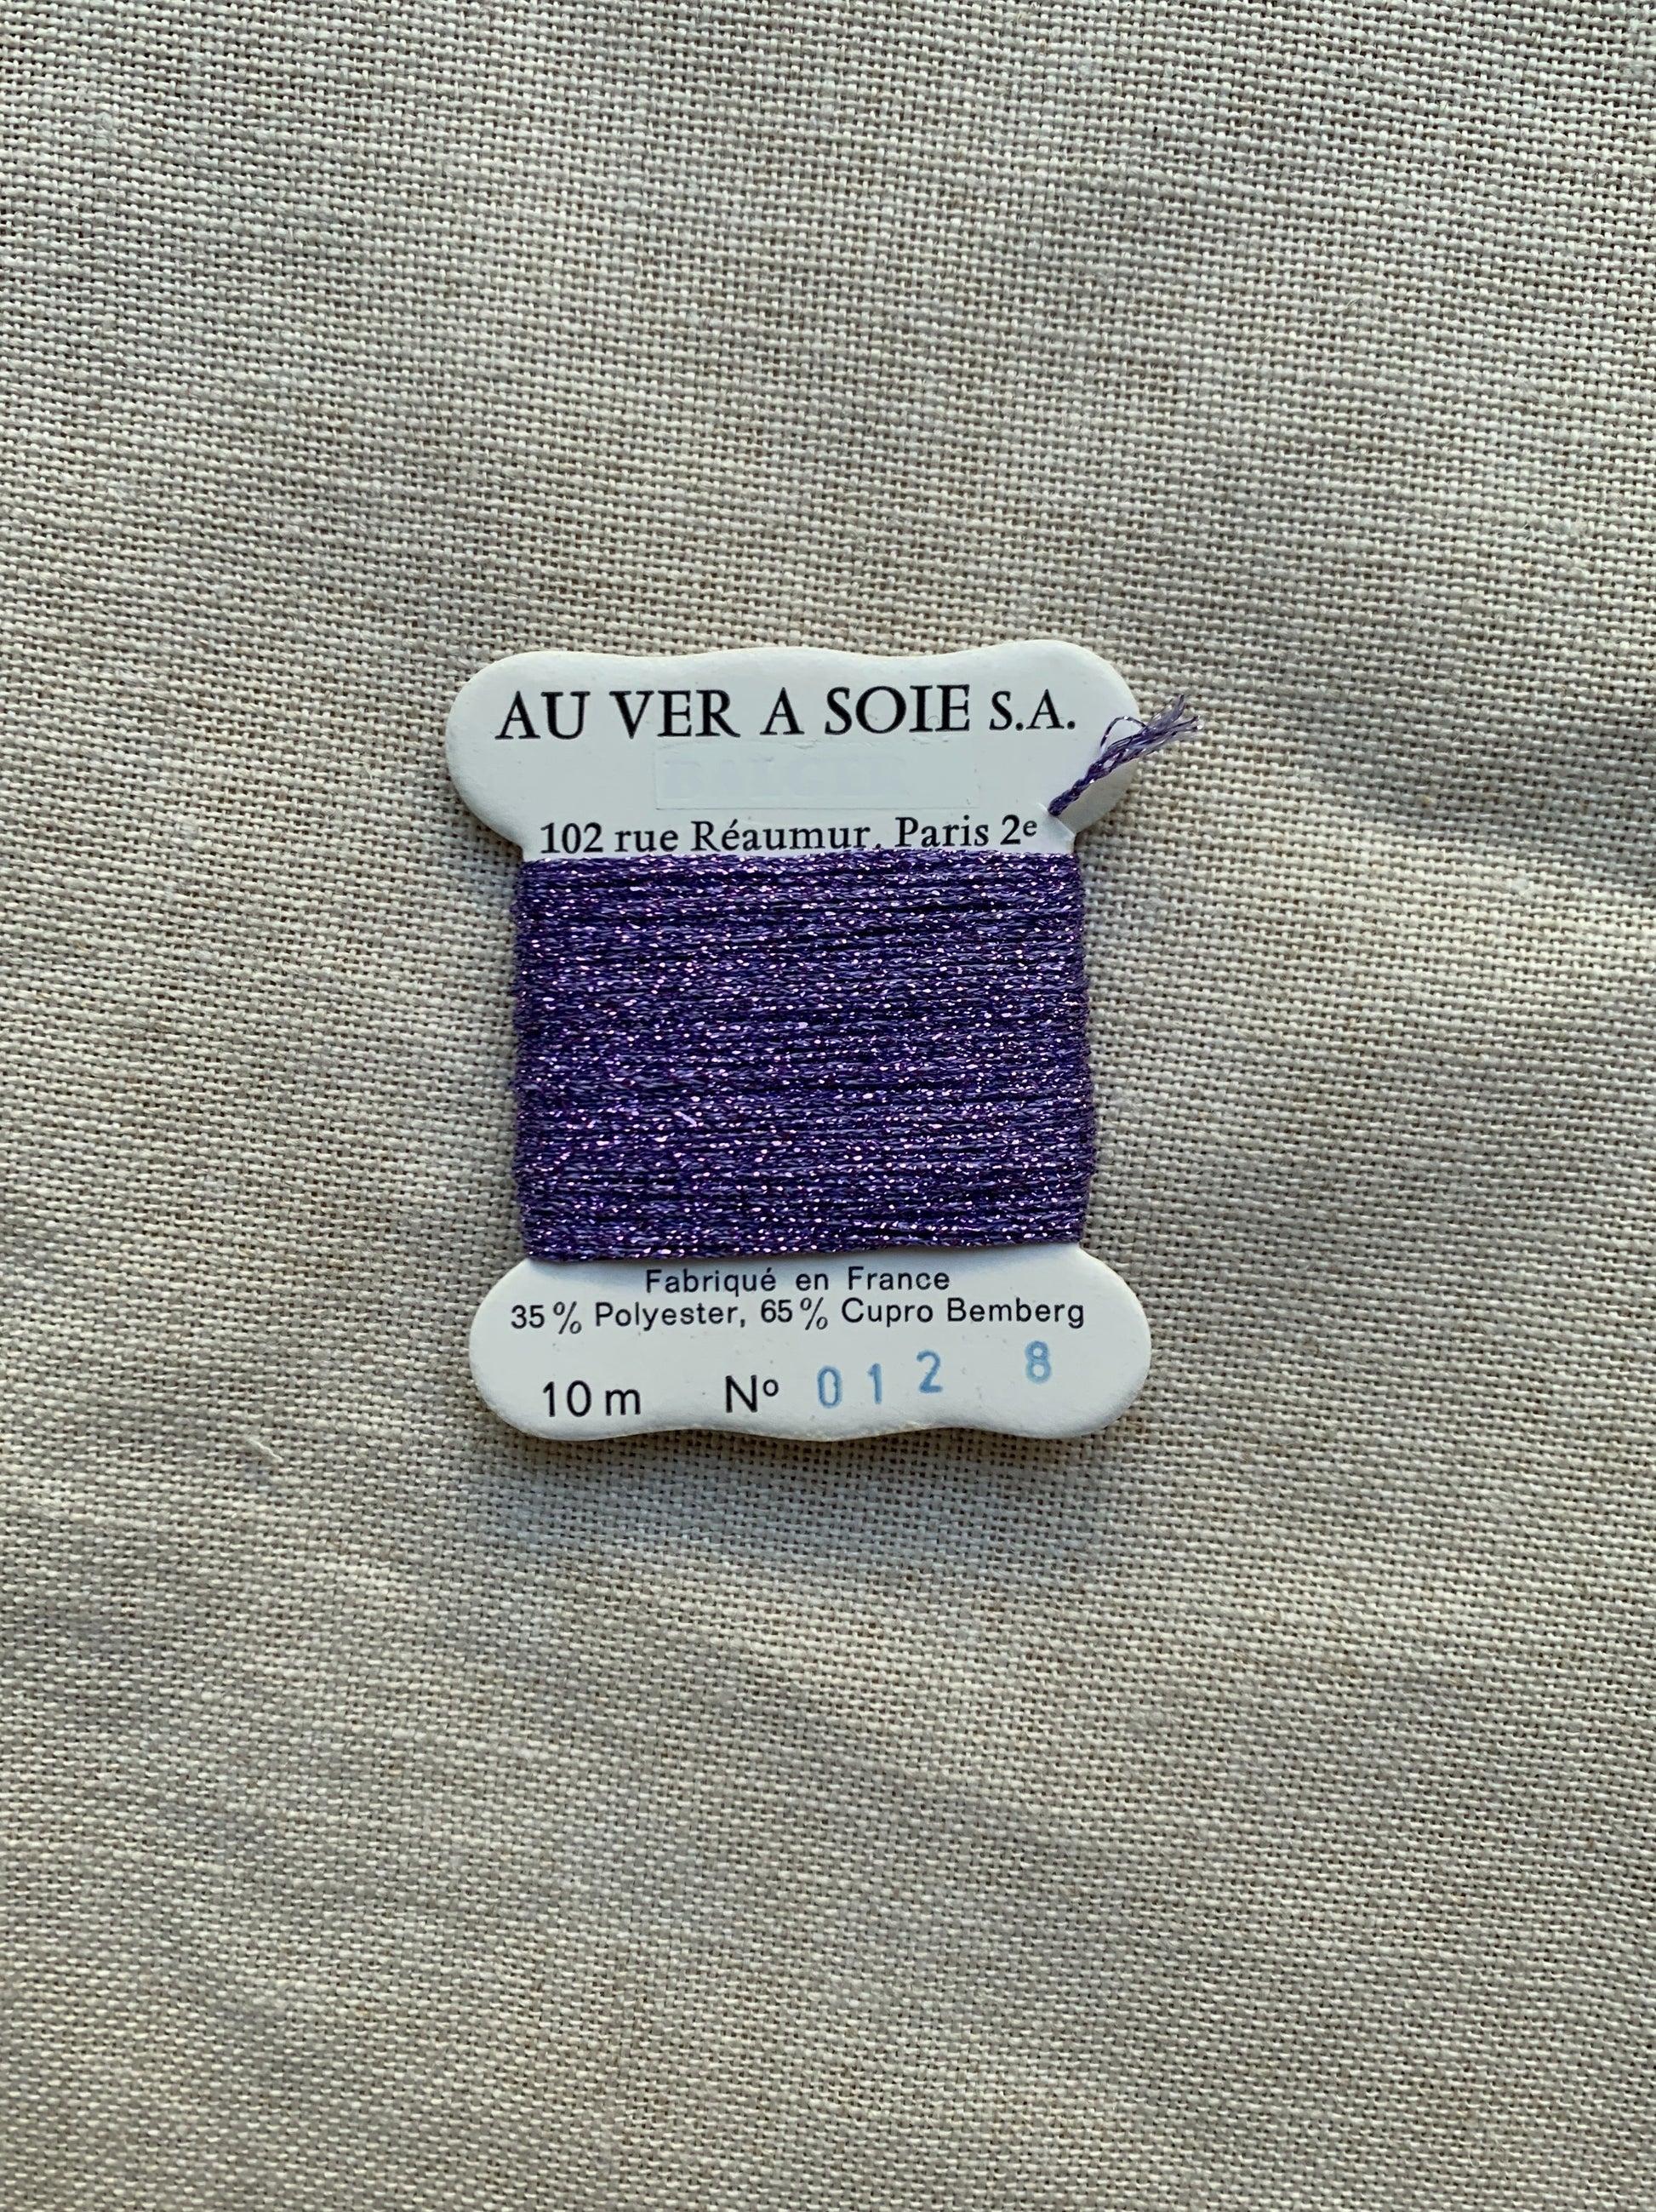 AU VER A SOIE S.A.
102 rue Réaumur, Paris 2e
Fabriqué en France
35% Polyester, 65% Cupro Bemberg
10 m No 012 8